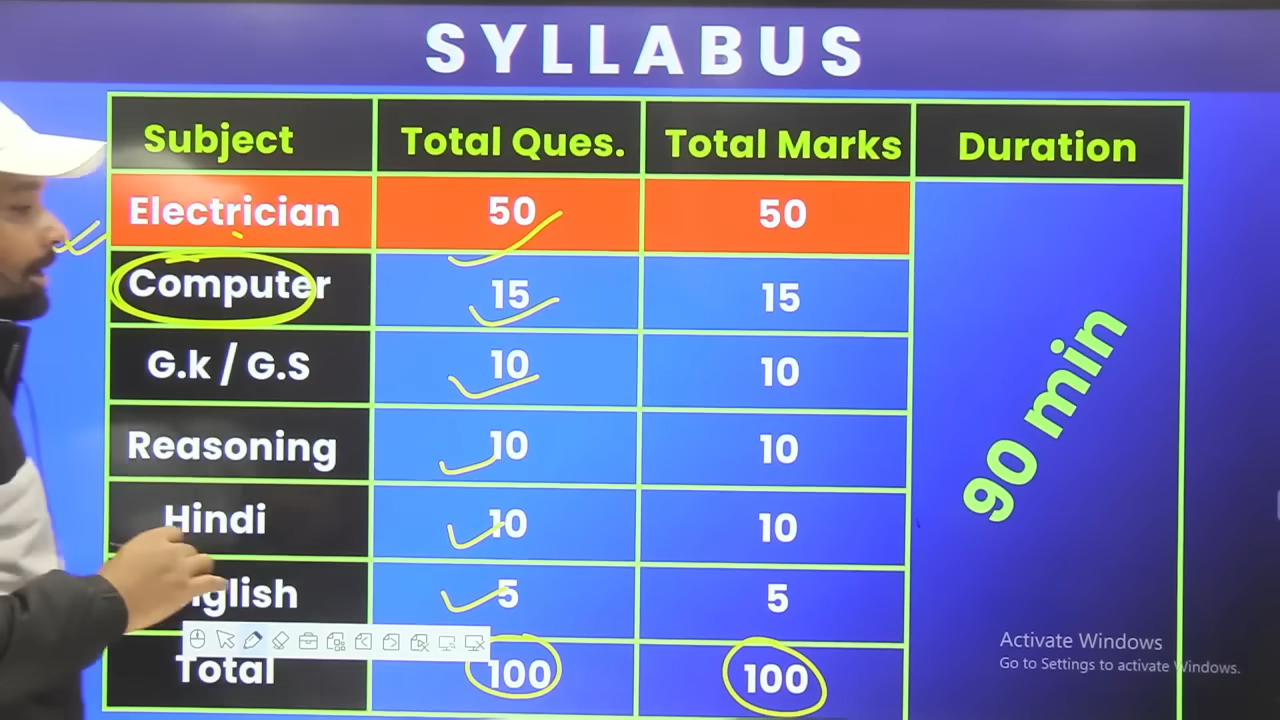 SYLLABUS
Subject Total Ques. Total Marks Duration
Electrician 50 50
Computer 15 15
G.k / G.S 10 10
Reasoning 10 10
Hindi 10 10
glish 5 5
Total 100 100
90 min
Activate Windows
Go to Settings to activate Windows.